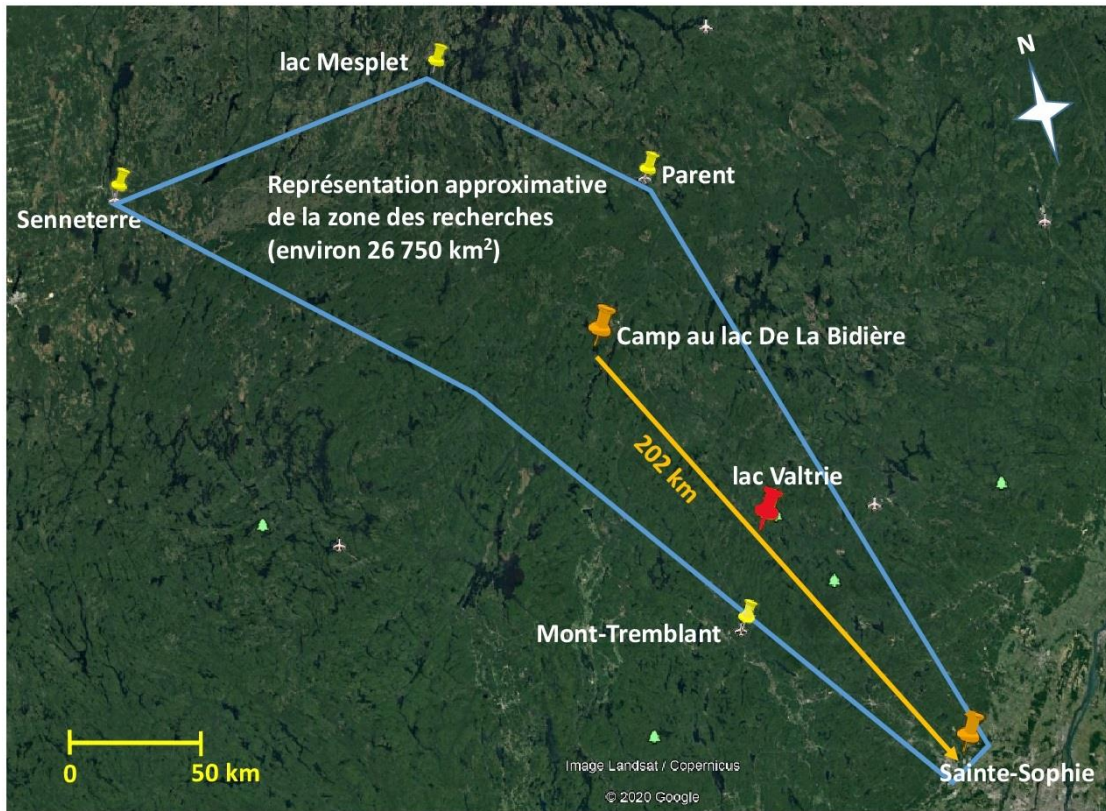 N
lac Mesplet
Parent
Senneterre
Représentation approximative
de la zone des recherches
(environ 26 750 km²)
Camp au lac De La Bidière
202 km
lac Valtrie
Mont-Tremblant
0 50 km
Image Landsat / Copernicus
© 2020 Google
Sainte-Sophie